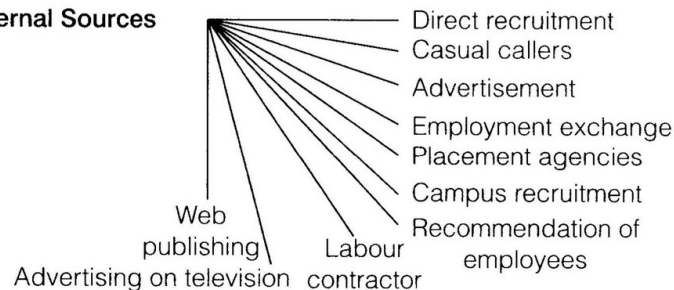 ernal Sources
Direct recruitment
Casual callers
Advertisement
Employment exchange
Placement agencies
Campus recruitment
Recommendation of
employees
Labour
contractor
Web
publishing
Advertising on television